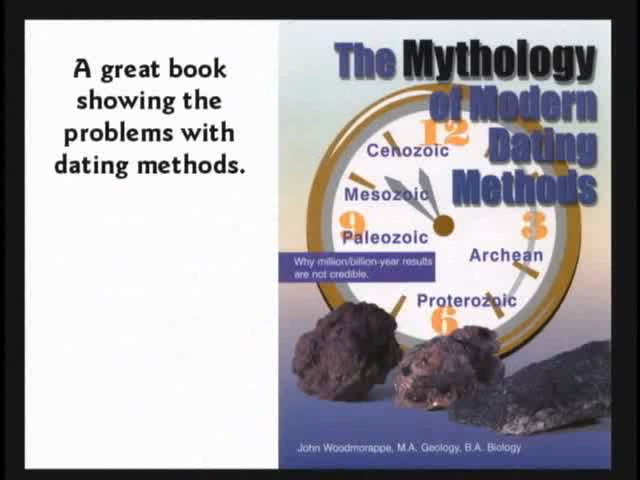 A great book
showing the
problems with
dating methods.
The Mythology
of Modern
Dating
Methods
12
Cenozoic
Mesozoic
9
3
Paleozoic
Archean
Why million/billion-year results
are not credible.
Proterozoic
6
John Woodmorappe, M.A. Geology, B.A. Biology